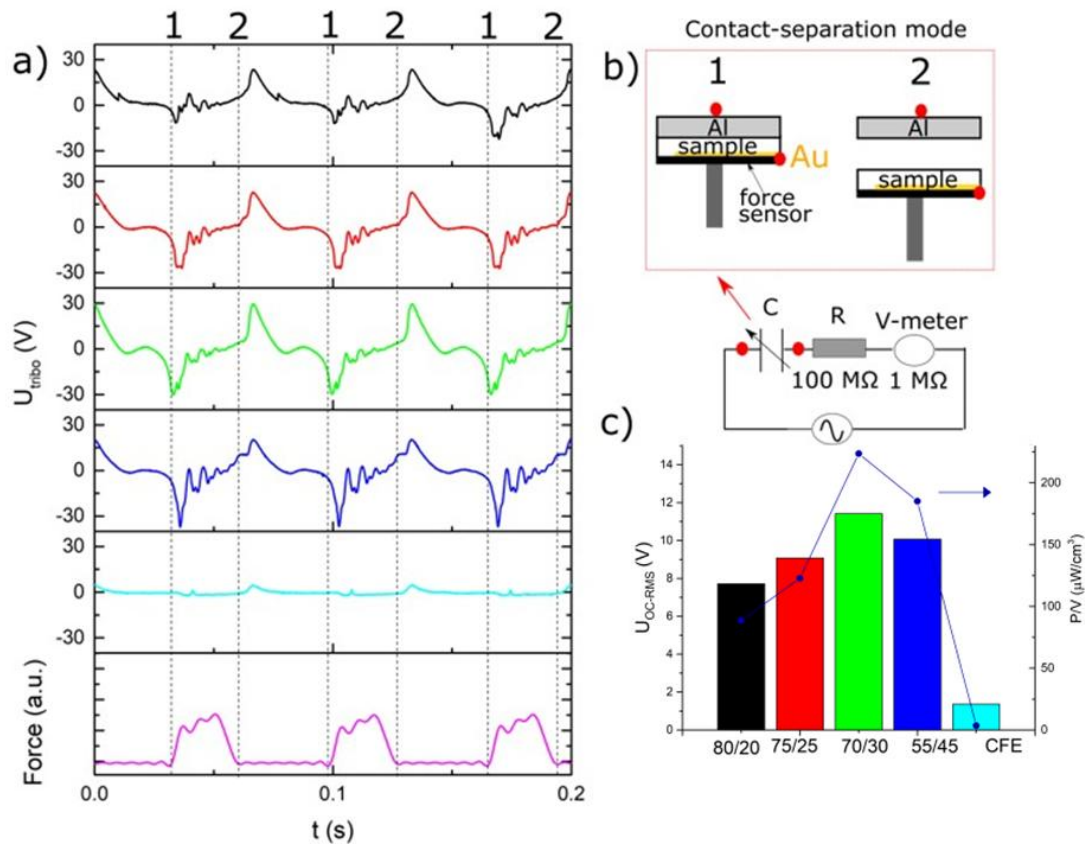 a)
1 2 1 2 1 2
30
0
-30
30
0
-30
30
0
-30
30
0
-30
30
0
-30
U_tribo (V)
Force (a.u.)
0.0 0.1 0.2
t (s)
b)
Contact-separation mode
1 2
Al
sample
Au
force
sensor
Al
sample
C R V-meter
100 MΩ 1 MΩ
c)
14
12
10
8
6
4
2
0
U_OC-RMS (V)
200
150
100
50
0
P/V (µW/cm³)
80/20 75/25 70/30 55/45 CFE